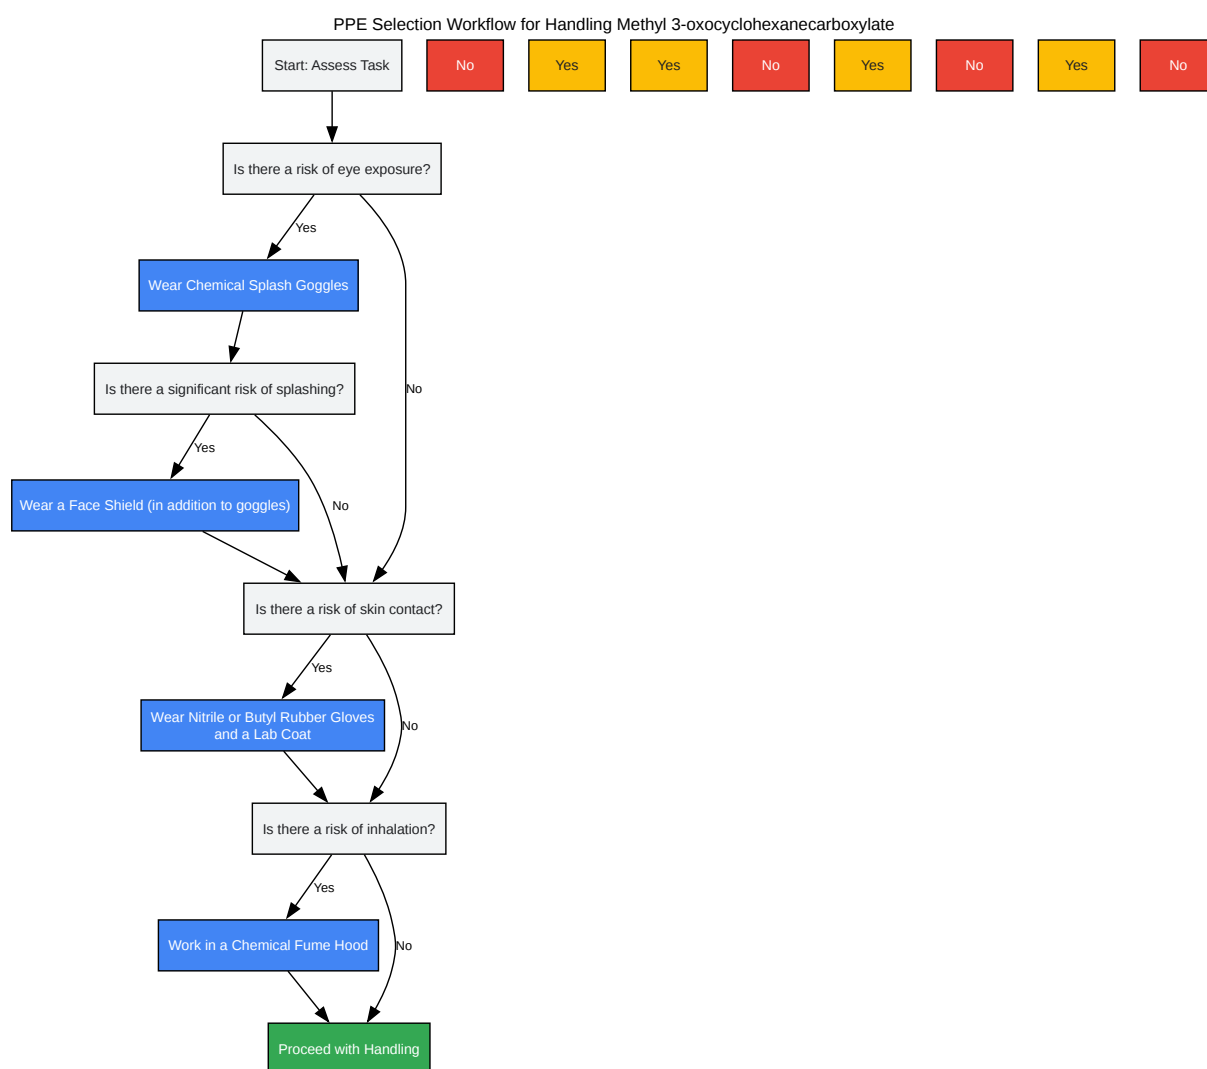 PPE Selection Workflow for Handling Methyl 3-oxocyclohexanecarboxylate
Start: Assess Task
No
Yes
Yes
No
Yes
No
Yes
No
Is there a risk of eye exposure?
Yes
Wear Chemical Splash Goggles
Is there a significant risk of splashing?
No
Yes
Wear a Face Shield (in addition to goggles)
No
Is there a risk of skin contact?
Yes
Wear Nitrile or Butyl Rubber Gloves
and a Lab Coat
No
Is there a risk of inhalation?
Yes
Work in a Chemical Fume Hood
No
Proceed with Handling